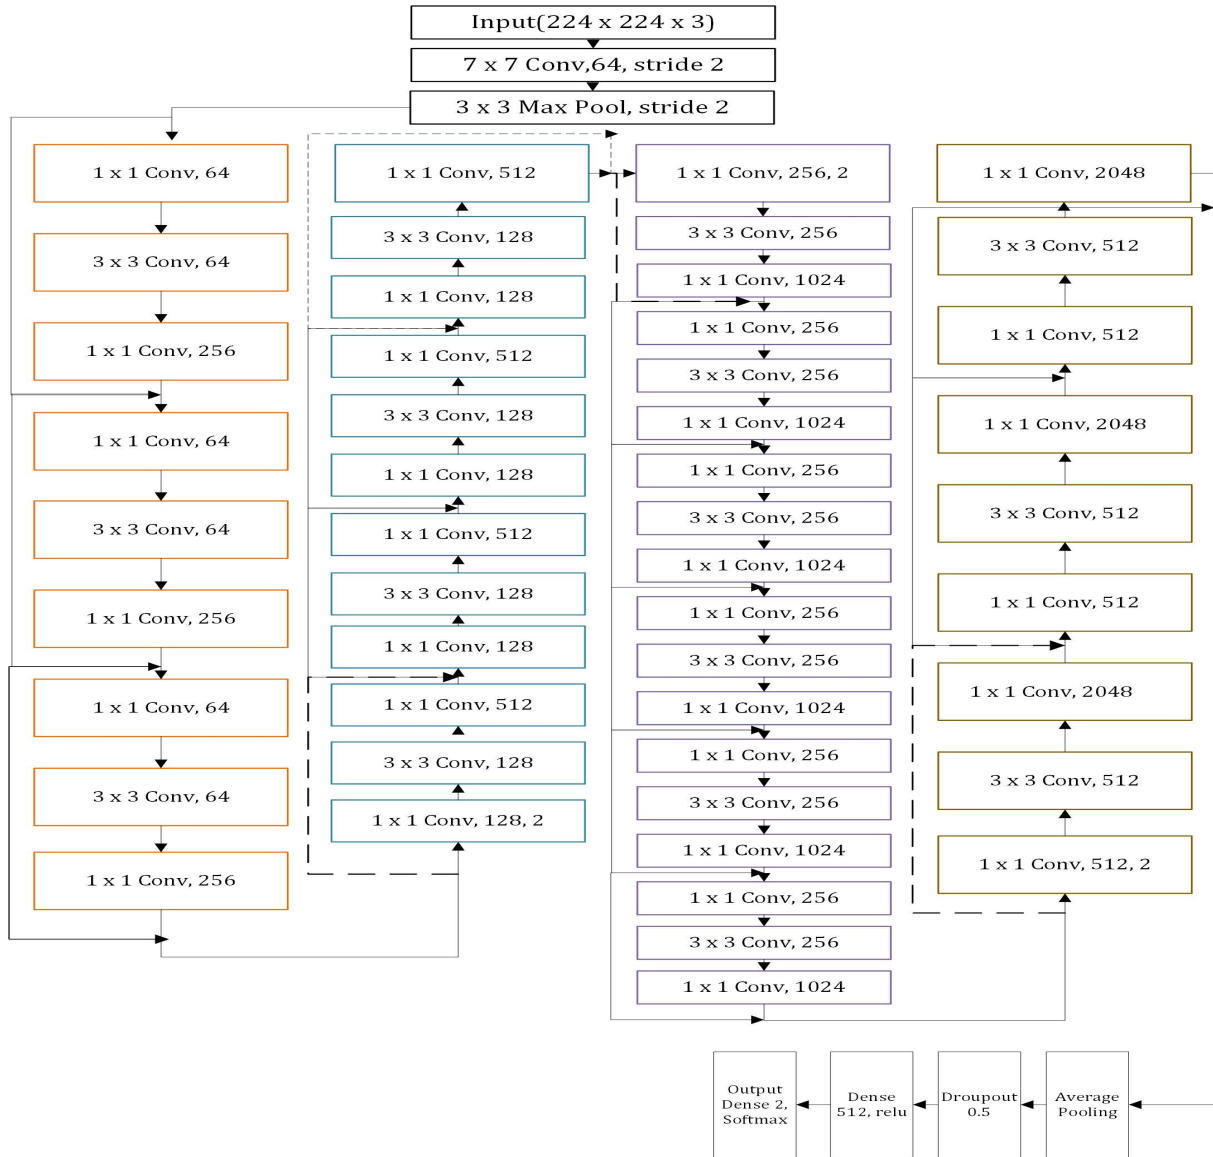 Input(224 x 224 x 3)
7 x 7 Conv,64, stride 2
3 x 3 Max Pool, stride 2
1 x 1 Conv, 64
3 x 3 Conv, 64
1 x 1 Conv, 256
1 x 1 Conv, 64
3 x 3 Conv, 64
1 x 1 Conv, 256
1 x 1 Conv, 64
3 x 3 Conv, 64
1 x 1 Conv, 256
1 x 1 Conv, 512
3 x 3 Conv, 128
1 x 1 Conv, 128
1 x 1 Conv, 512
3 x 3 Conv, 128
1 x 1 Conv, 128
1 x 1 Conv, 512
3 x 3 Conv, 128
1 x 1 Conv, 128
1 x 1 Conv, 512
3 x 3 Conv, 128
1 x 1 Conv, 128, 2
1 x 1 Conv, 256, 2
3 x 3 Conv, 256
1 x 1 Conv, 1024
1 x 1 Conv, 256
3 x 3 Conv, 256
1 x 1 Conv, 1024
1 x 1 Conv, 256
3 x 3 Conv, 256
1 x 1 Conv, 1024
1 x 1 Conv, 256
3 x 3 Conv, 256
1 x 1 Conv, 1024
1 x 1 Conv, 256
3 x 3 Conv, 256
1 x 1 Conv, 1024
1 x 1 Conv, 256
3 x 3 Conv, 256
1 x 1 Conv, 1024
1 x 1 Conv, 2048
3 x 3 Conv, 512
1 x 1 Conv, 512
1 x 1 Conv, 2048
3 x 3 Conv, 512
1 x 1 Conv, 512
1 x 1 Conv, 2048
3 x 3 Conv, 512
1 x 1 Conv, 512, 2
Output
Dense 2,
Softmax
Dense
512, relu
Droupout
0.5
Average
Pooling